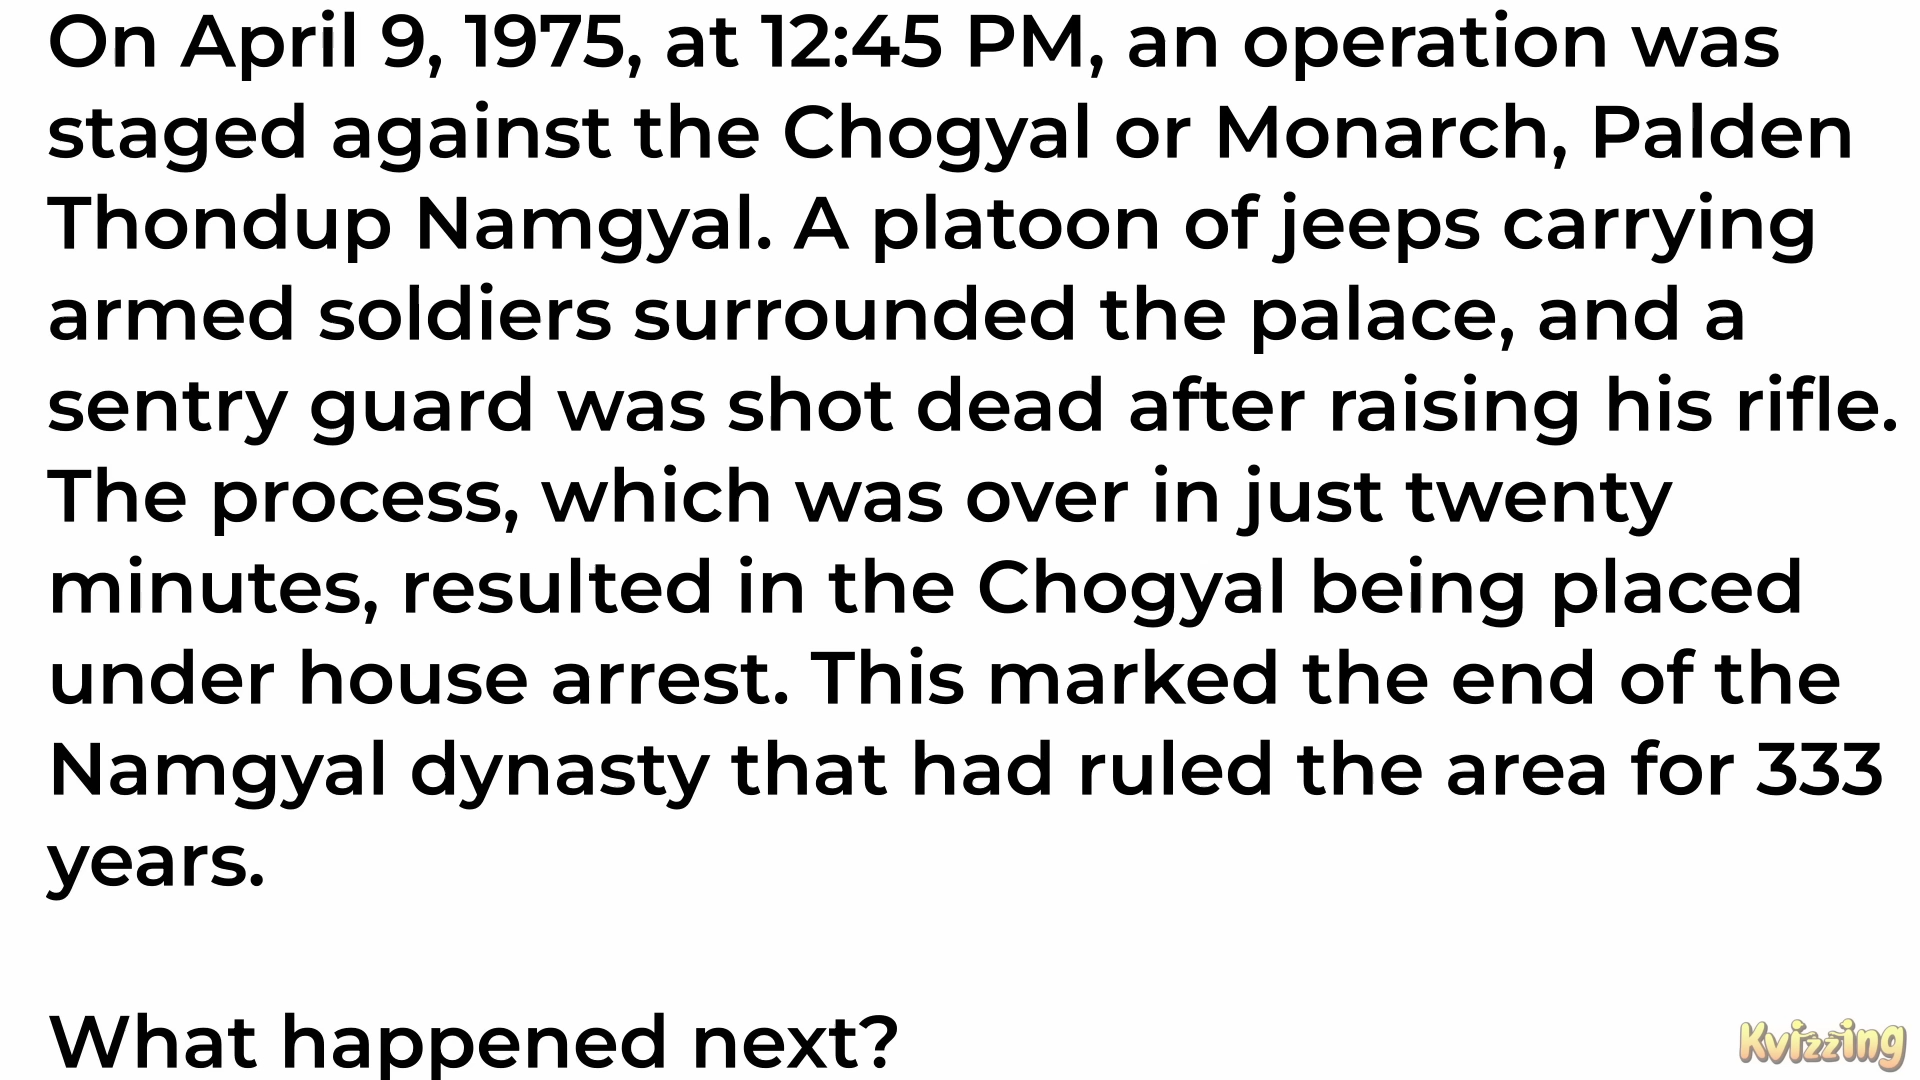 On April 9, 1975, at 12:45 PM, an operation was
staged against the Chogyal or Monarch, Palden
Thondup Namgyal. A platoon of jeeps carrying
armed soldiers surrounded the palace, and a
sentry guard was shot dead after raising his rifle.
The process, which was over in just twenty
minutes, resulted in the Chogyal being placed
under house arrest. This marked the end of the
Namgyal dynasty that had ruled the area for 333
years.
What happened next?
Kvizzing